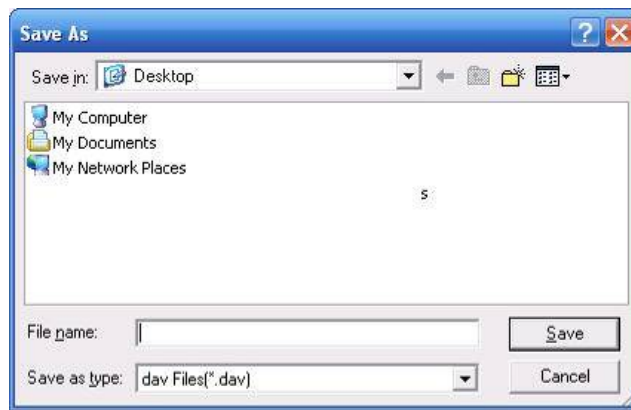 Save As
Save in: Desktop
My Computer
My Documents
My Network Places
s
File name:
Save
Save as type: dav Files(*.dav)
Cancel